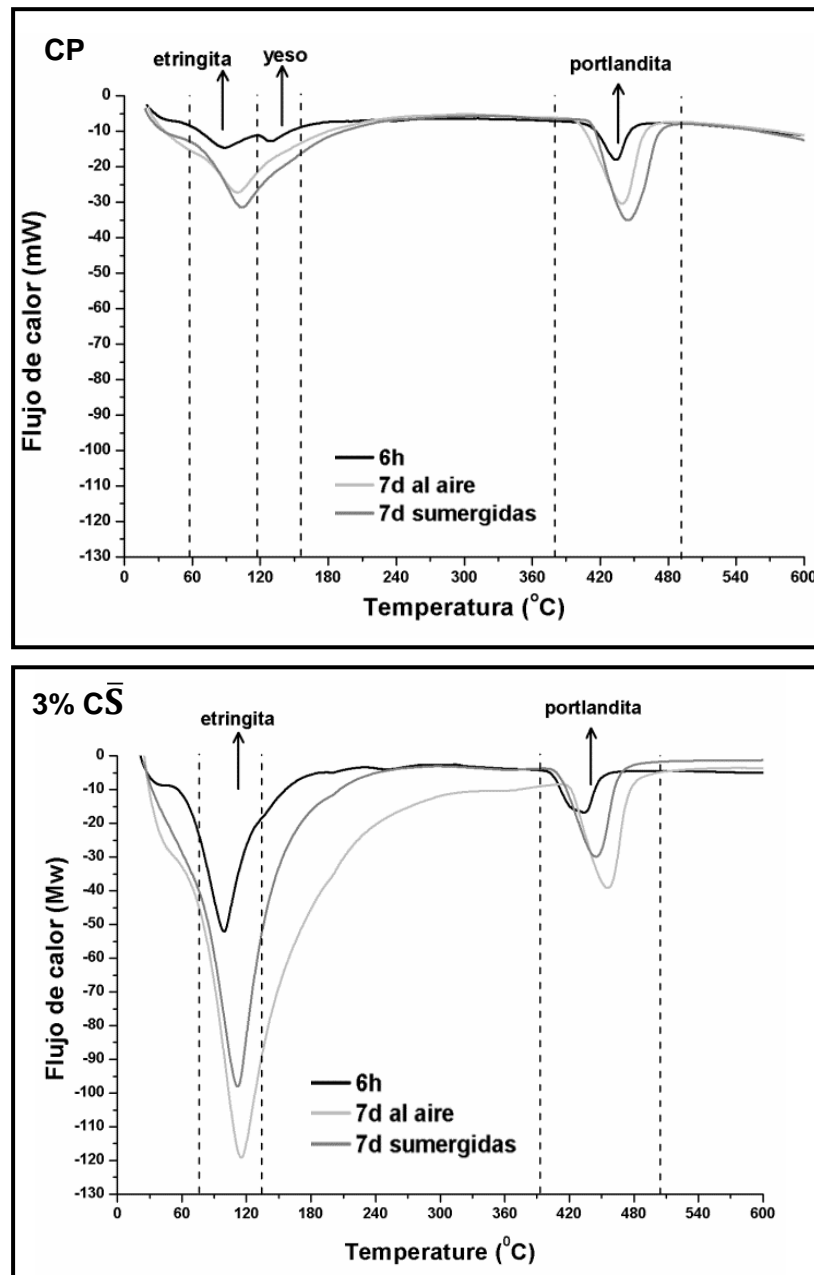 CP
etringita
yeso
portlandita
0
-10
-20
-30
-40
-50
-60
-70
-80
-90
-100
-110
-120
-130
Flujo de calor (mW)
6h
7d al aire
7d sumergidas
0 60 120 180 240 300 360 420 480 540 600
Temperatura (°C)
3% CS̄
etringita
portlandita
0
-10
-20
-30
-40
-50
-60
-70
-80
-90
-100
-110
-120
-130
Flujo de calor (Mw)
6h
7d al aire
7d sumergidas
0 60 120 180 240 300 360 420 480 540 600
Temperature (⁰C)